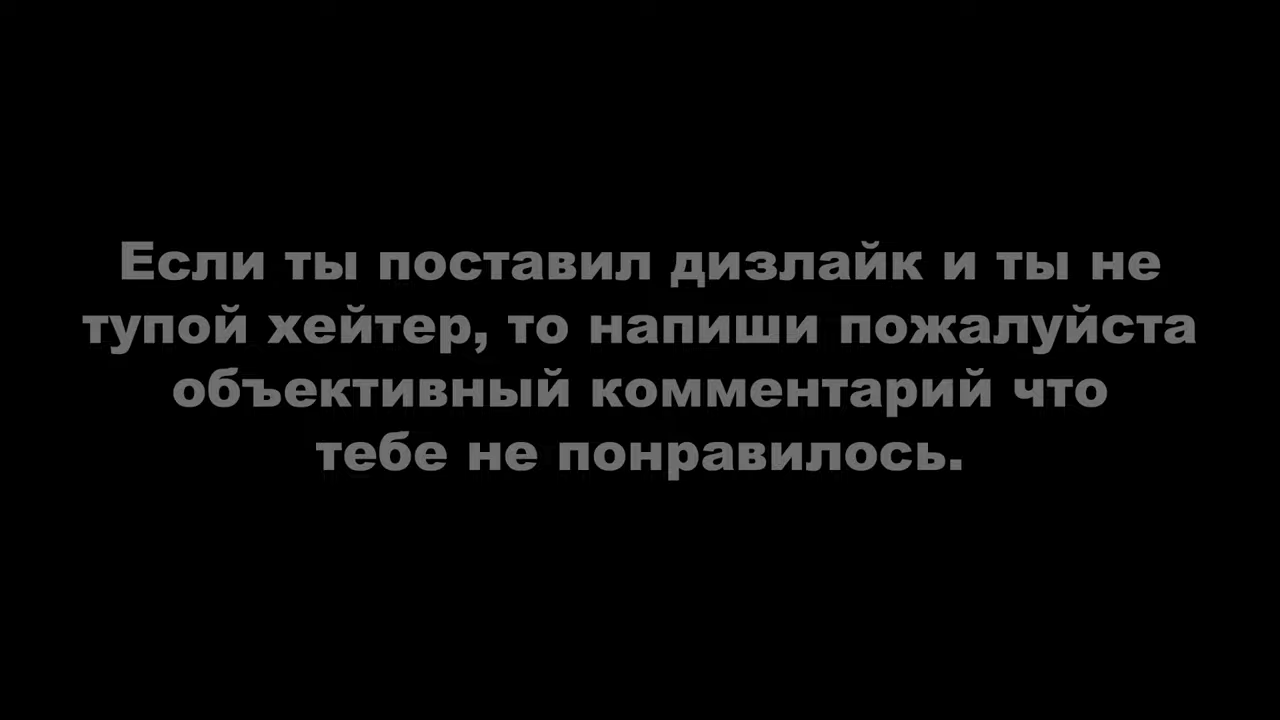 Если ты поставил дизлайк и ты не
тупой хейтер, то напиши пожалуйста
объективный комментарий что
тебе не понравилось.